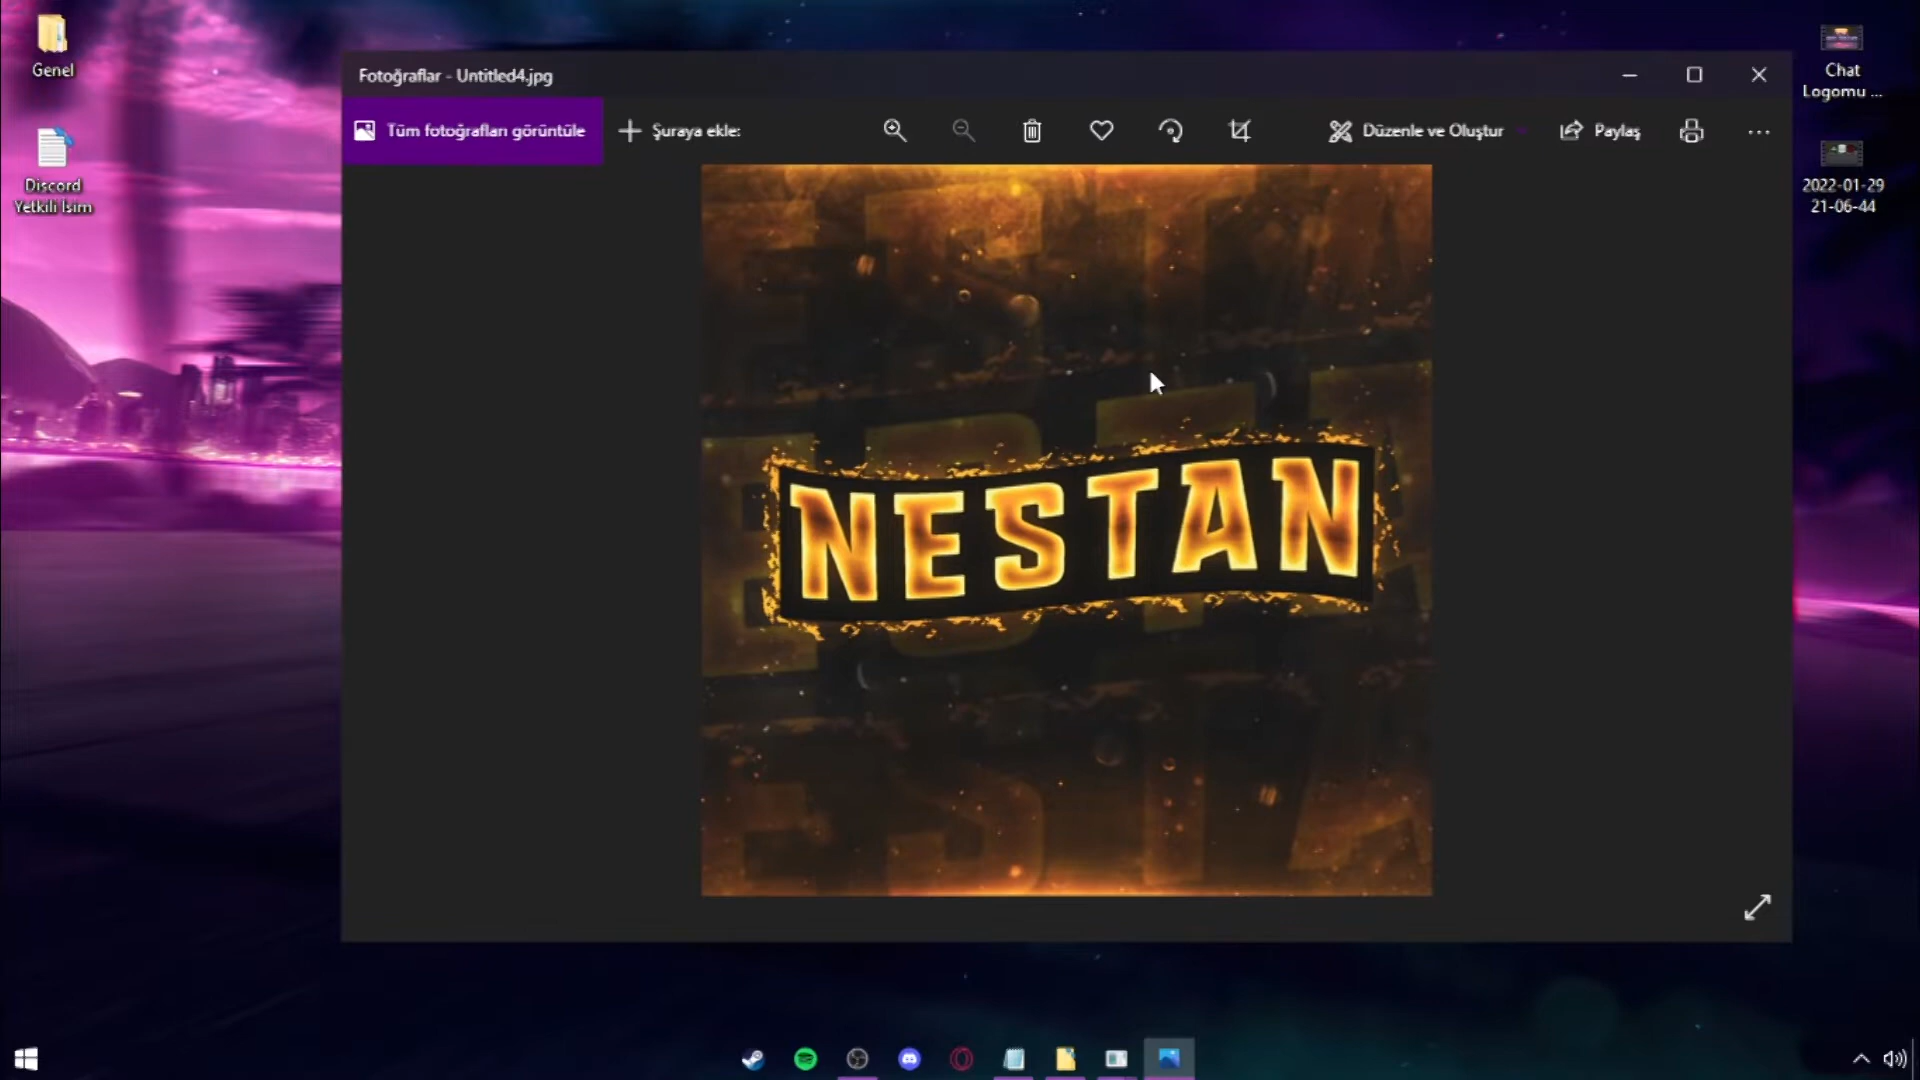 Genel
Discord
Yetkili İsim
Fotoğraflar - Untitled4.jpg
Tüm fotoğrafları görüntüle
Şuraya ekle:
Düzenle ve Oluştur
Paylaş
NESTAN
Chat
Logomu ...
2022-01-29
21-06-44